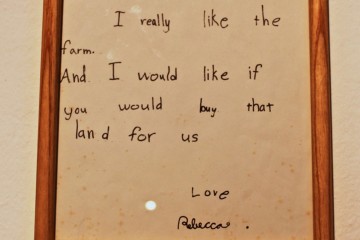 I really like the
farm.
And I would like if
you would buy that
land for us
Love
Rebecca .